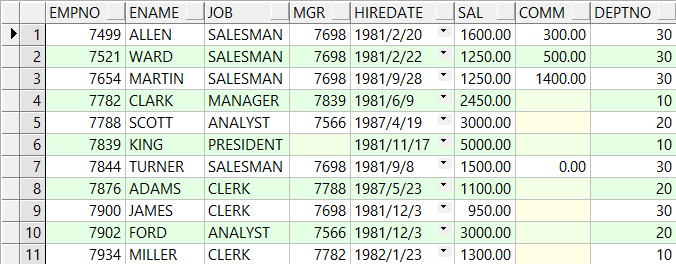 EMPNO ENAME JOB MGR HIREDATE SAL COMM DEPTNO
1 7499 ALLEN SALESMAN 7698 1981/2/20 1600.00 300.00 30
2 7521 WARD SALESMAN 7698 1981/2/22 1250.00 500.00 30
3 7654 MARTIN SALESMAN 7698 1981/9/28 1250.00 1400.00 30
4 7782 CLARK MANAGER 7839 1981/6/9 2450.00 10
5 7788 SCOTT ANALYST 7566 1987/4/19 3000.00 20
6 7839 KING PRESIDENT 1981/11/17 5000.00 10
7 7844 TURNER SALESMAN 7698 1981/9/8 1500.00 0.00 30
8 7876 ADAMS CLERK 7788 1987/5/23 1100.00 20
9 7900 JAMES CLERK 7698 1981/12/3 950.00 30
10 7902 FORD ANALYST 7566 1981/12/3 3000.00 20
11 7934 MILLER CLERK 7782 1982/1/23 1300.00 10